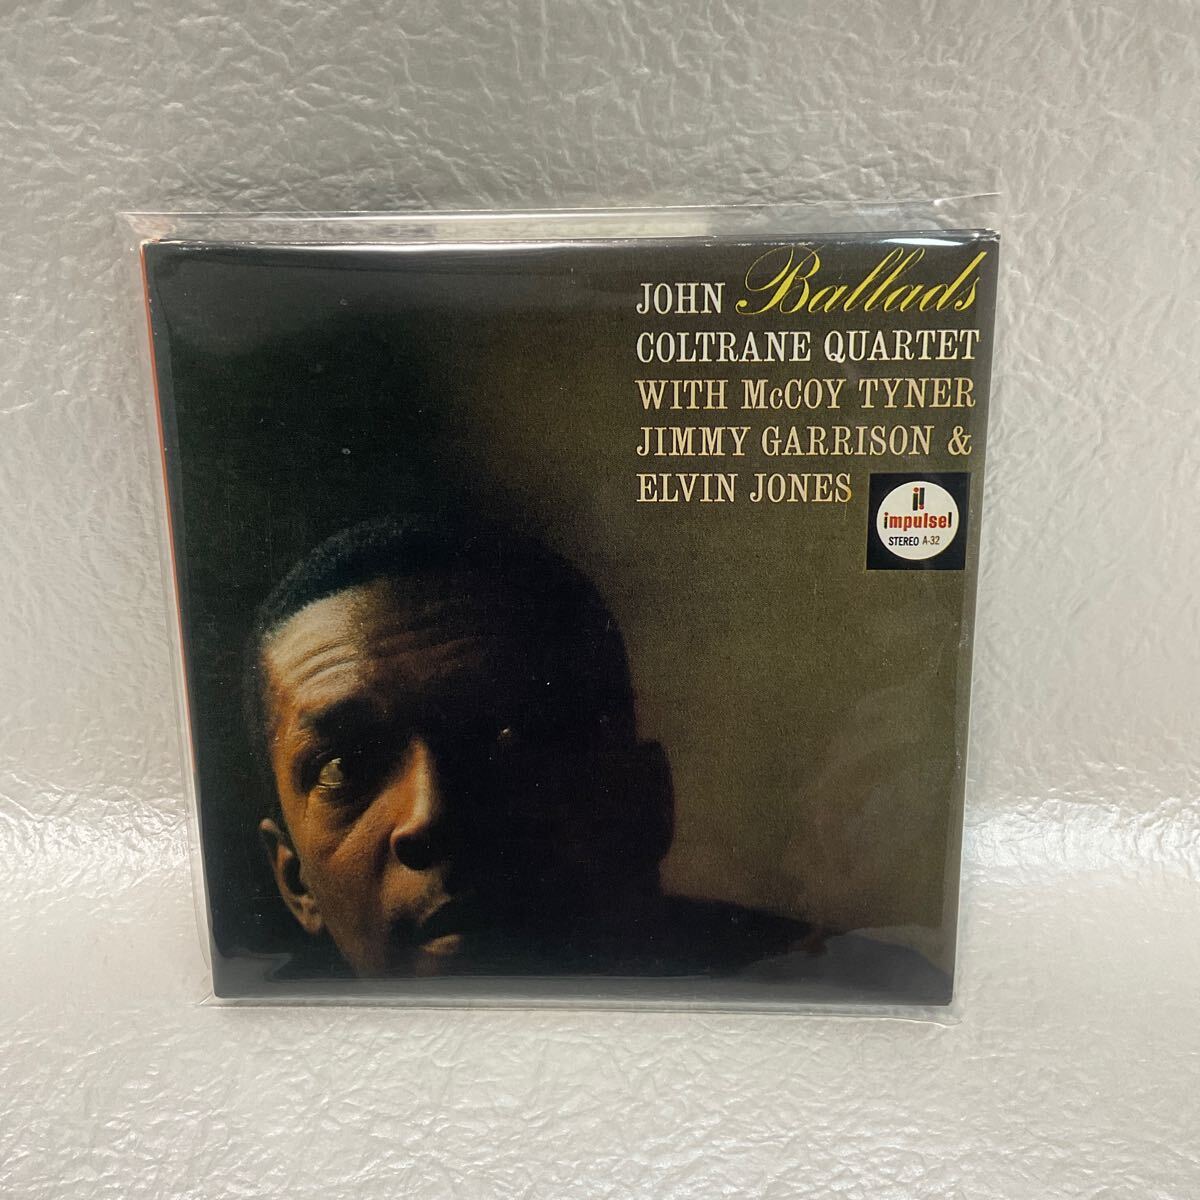 JOHN Ballads
COLTRANE QUARTET
WITH McCOY TYNER
JIMMY GARRISON &
ELVIN JONES
i!
impulse!
STEREO A-32